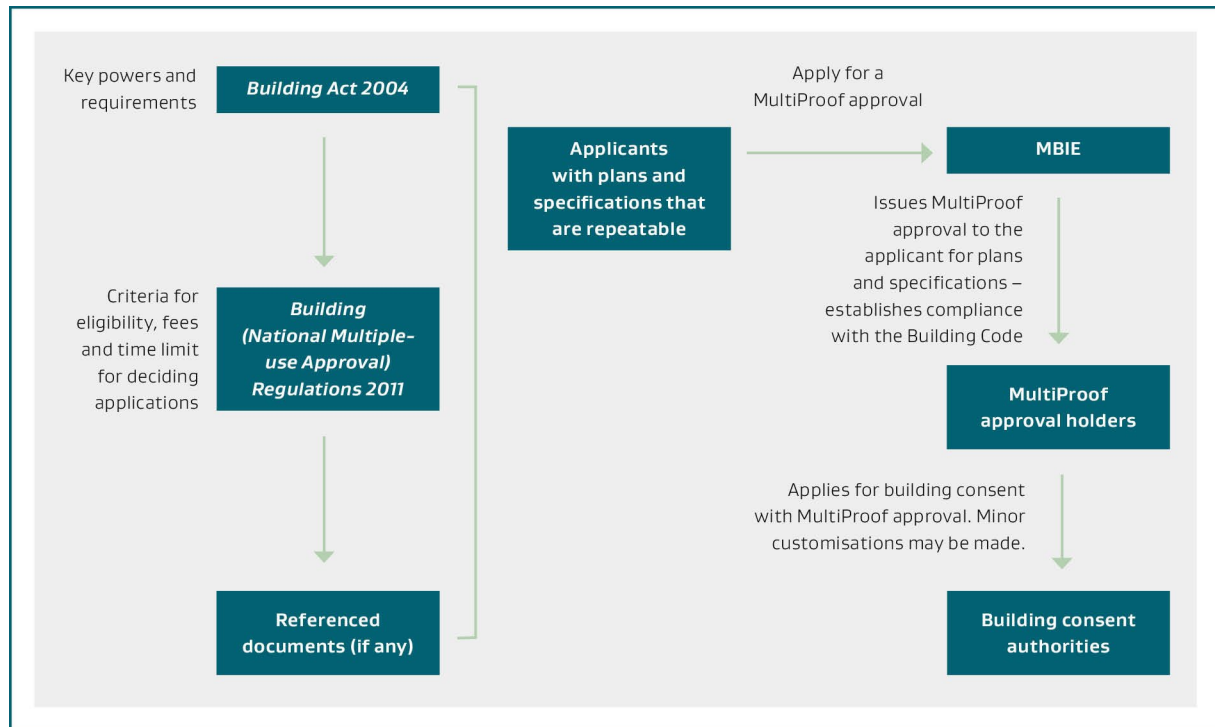 Key powers and
requirements
Building Act 2004
Criteria for
eligibility, fees
and time limit
for deciding
applications
Building
(National Multiple-
use Approval)
Regulations 2011
Referenced
documents (if any)
Applicants
with plans and
specifications that
are repeatable
Apply for a
MultiProof approval
MBIE
Issues MultiProof
approval to the
applicant for plans
and specifications –
establishes compliance
with the Building Code
MultiProof
approval holders
Applies for building consent
with MultiProof approval. Minor
customisations may be made.
Building consent
authorities